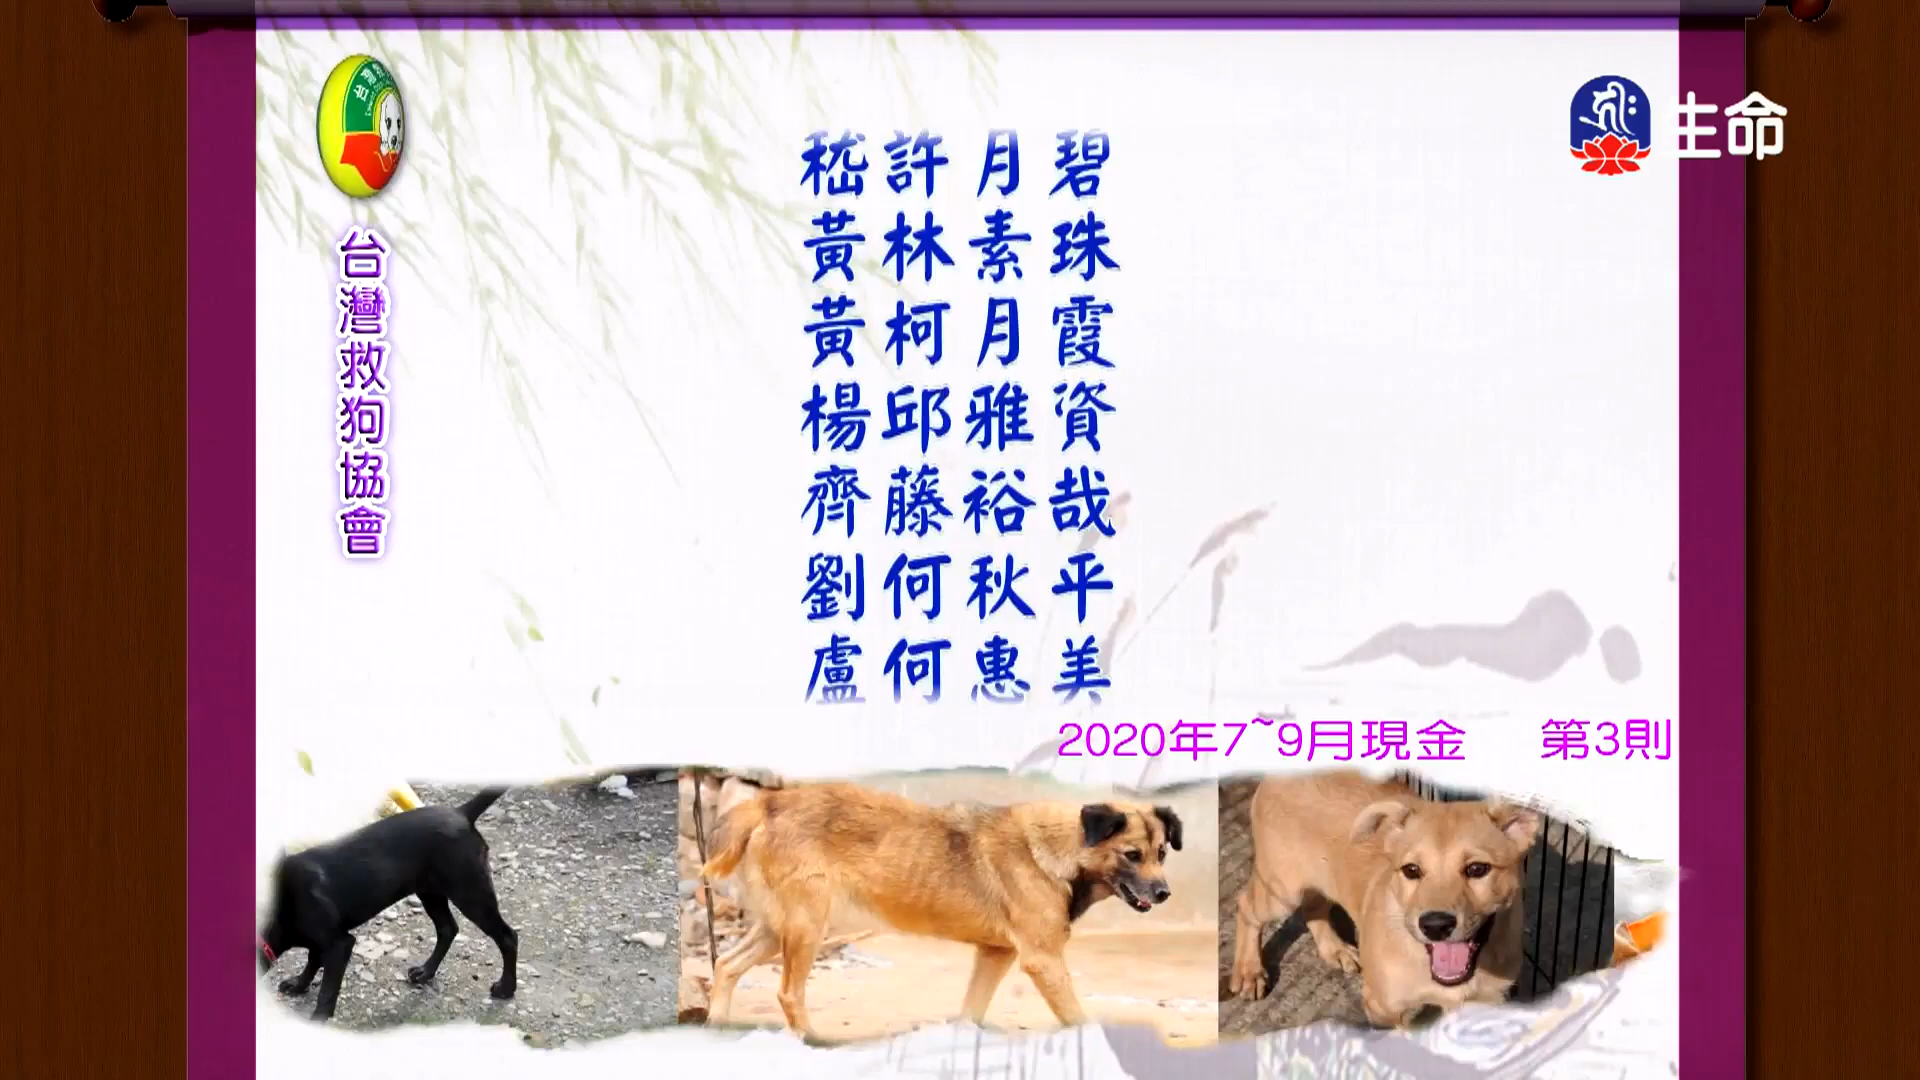 生命
台灣救狗協會
嵇許月碧
黃林素珠
黃柯月霞
楊邱雅資
齊藤裕哉
劉何秋平
盧何惠美
2020年7~9月現金 第3則